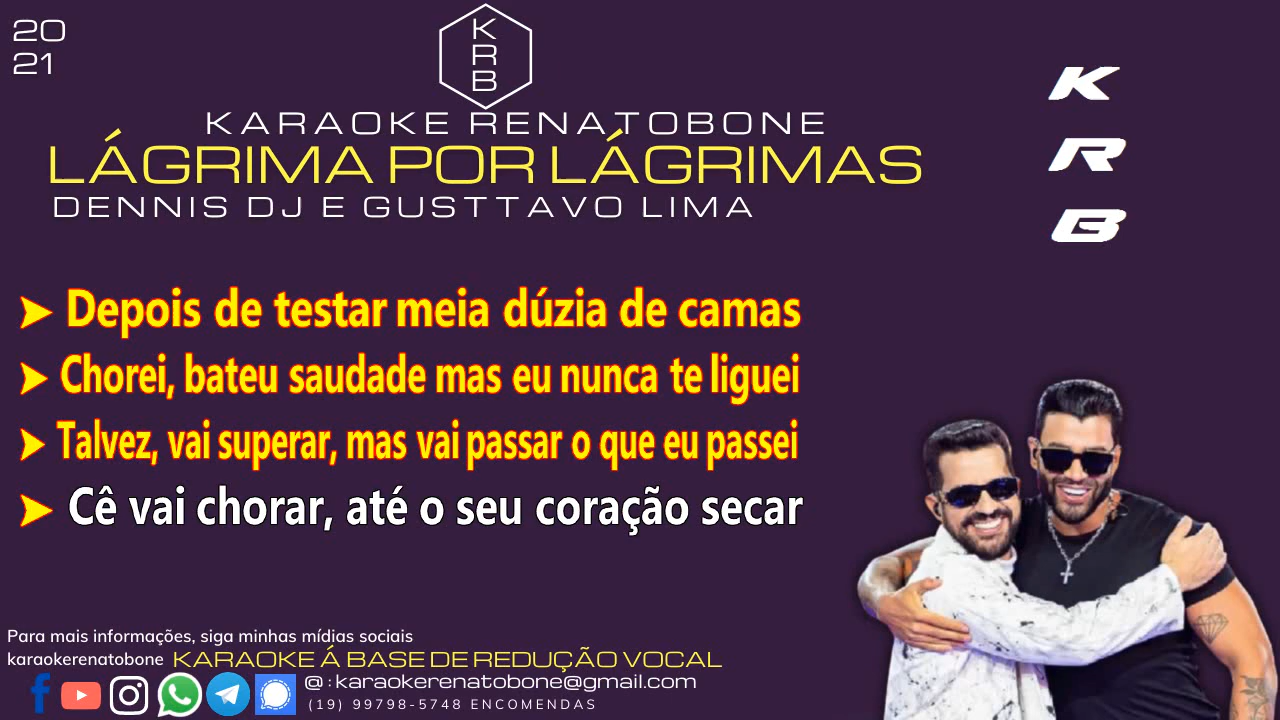 20
21
K
R
B
KARAOKE RENATOBONE
LÁGRIMA POR LÁGRIMAS
DENNIS DJ E GUSTTAVO LIMA
K
R
B
➤ Depois de testar meia dúzia de camas
➤ Chorei, bateu saudade mas eu nunca te liguei
➤ Talvez, vai superar, mas vai passar o que eu passei
➤ Cê vai chorar, até o seu coração secar
Para mais informações, siga minhas mídias sociais
karaokerenatobone KARAOKE Á BASE DE REDUÇÃO VOCAL
@:karaokerenatobone@gmail.com
(19) 99798-5748 ENCOMENDAS